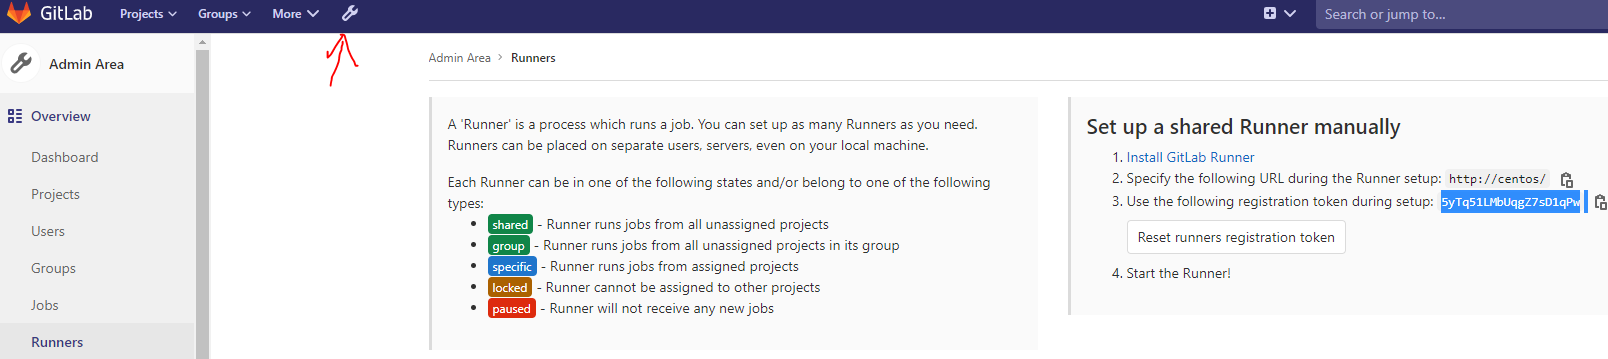 GitLab Projects Groups More Search or jump to...
Admin Area
Overview
Dashboard
Projects
Users
Groups
Jobs
Runners
Admin Area > Runners
A 'Runner' is a process which runs a job. You can set up as many Runners as you need.
Runners can be placed on separate users, servers, even on your local machine.
Each Runner can be in one of the following states and/or belong to one of the following
types:
• shared - Runner runs jobs from all unassigned projects
• group - Runner runs jobs from all unassigned projects in its group
• specific - Runner runs jobs from assigned projects
• locked - Runner cannot be assigned to other projects
• paused - Runner will not receive any new jobs
Set up a shared Runner manually
1. Install GitLab Runner
2. Specify the following URL during the Runner setup: http://centos/
3. Use the following registration token during setup: 5yTq51LMbUqgZ7sD1qPw
Reset runners registration token
4. Start the Runner!